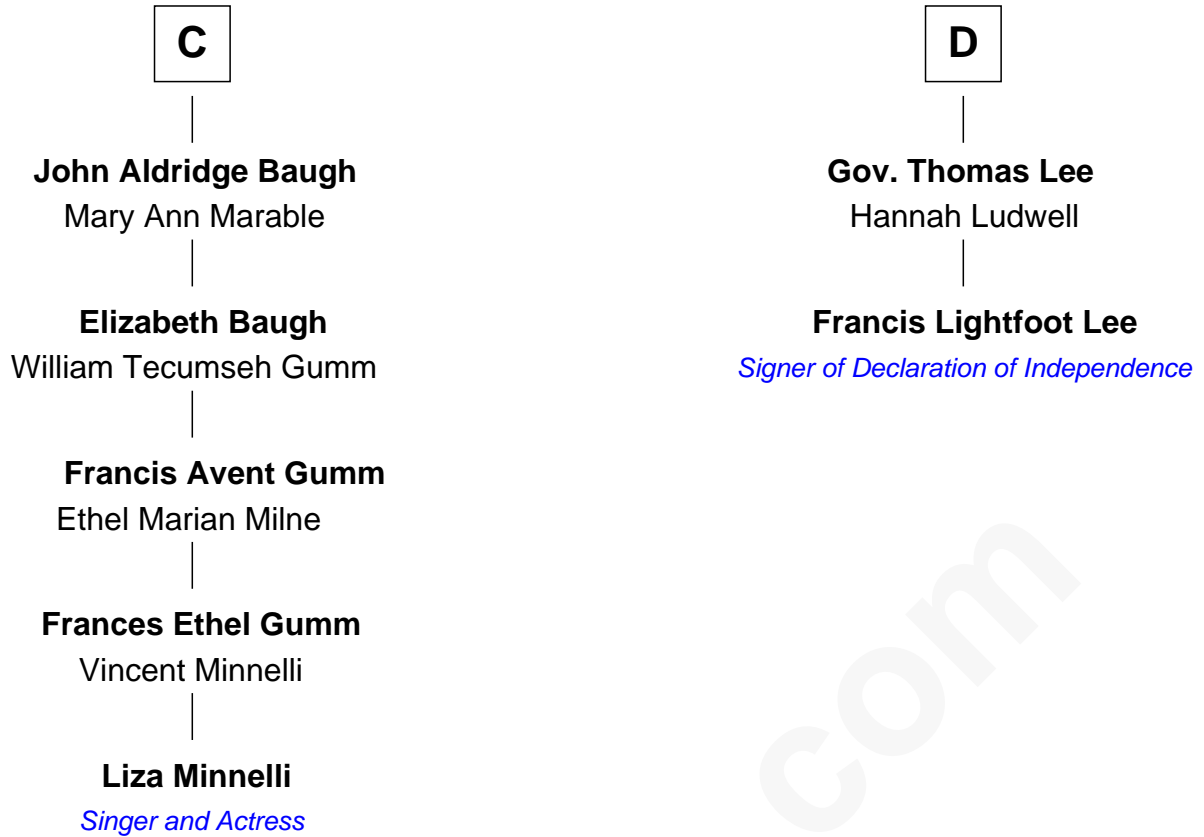 C
John Aldridge Baugh
Mary Ann Marable
Elizabeth Baugh
William Tecumseh Gumm
Francis Avent Gumm
Ethel Marian Milne
Frances Ethel Gumm
Vincent Minnelli
Liza Minnelli
Singer and Actress
D
Gov. Thomas Lee
Hannah Ludwell
Francis Lightfoot Lee
Signer of Declaration of Independence
com